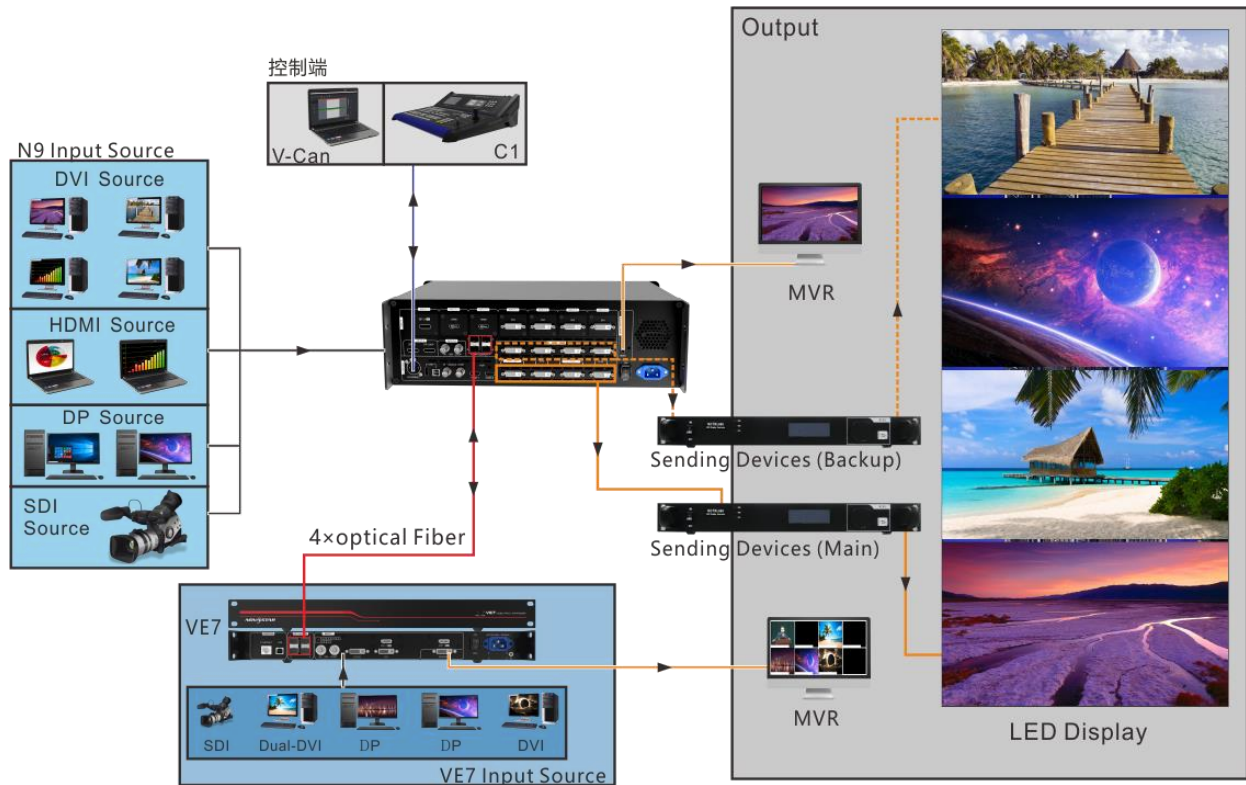 Output
控制端
V-Can
C1
N9 Input Source
DVI Source
HDMI Source
DP Source
SDI
Source
MVR
Sending Devices (Backup)
Sending Devices (Main)
4×optical Fiber
VE7
SDI
Dual-DVI
DP
DP
DVI
VE7 Input Source
MVR
LED Display